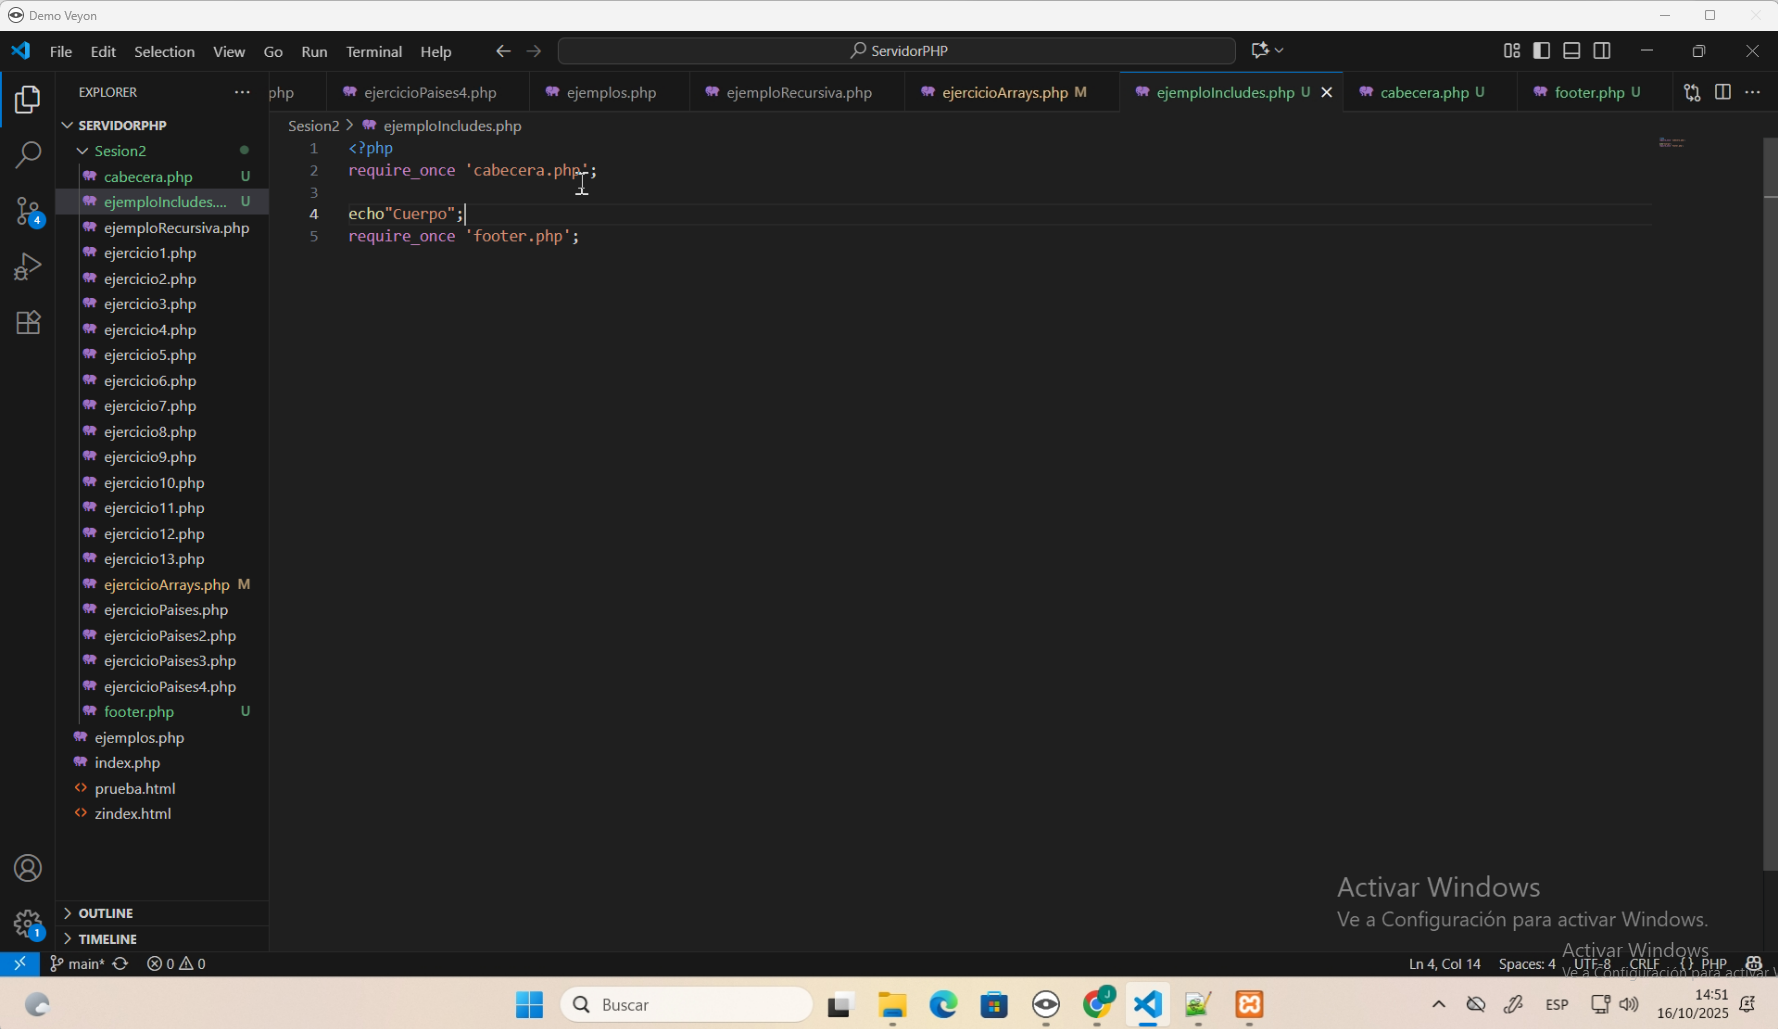 Demo Veyon
File Edit Selection View Go Run Terminal Help
ServidorPHP
EXPLORER
php
ejercicioPaises4.php
ejemplos.php
ejemploRecursiva.php
ejercicioArrays.php M
ejemploIncludes.php U
cabecera.php U
footer.php U
Sesion2 > ejemploIncludes.php
SERVIDORPHP
Sesion2
cabecera.php U
ejemploIncludes.... U
ejemploRecursiva.php
ejercicio1.php
ejercicio2.php
ejercicio3.php
ejercicio4.php
ejercicio5.php
ejercicio6.php
ejercicio7.php
ejercicio8.php
ejercicio9.php
ejercicio10.php
ejercicio11.php
ejercicio12.php
ejercicio13.php
ejercicioArrays.php M
ejercicioPaises.php
ejercicioPaises2.php
ejercicioPaises3.php
ejercicioPaises4.php
footer.php U
ejemplos.php
index.php
prueba.html
zindex.html
OUTLINE
TIMELINE
4
1
1 <?php
2 require_once 'cabecera.php';
3
4 echo"Cuerpo";
5 require_once 'footer.php';
Activar Windows
Ve a Configuración para activar Windows.
Activar Windows
Ve a Configuración para activar W
main* 0 0
Ln 4, Col 14 Spaces: 4 UTF-8 CRLF {} PHP
Buscar
J
ESP
14:51
16/10/2025